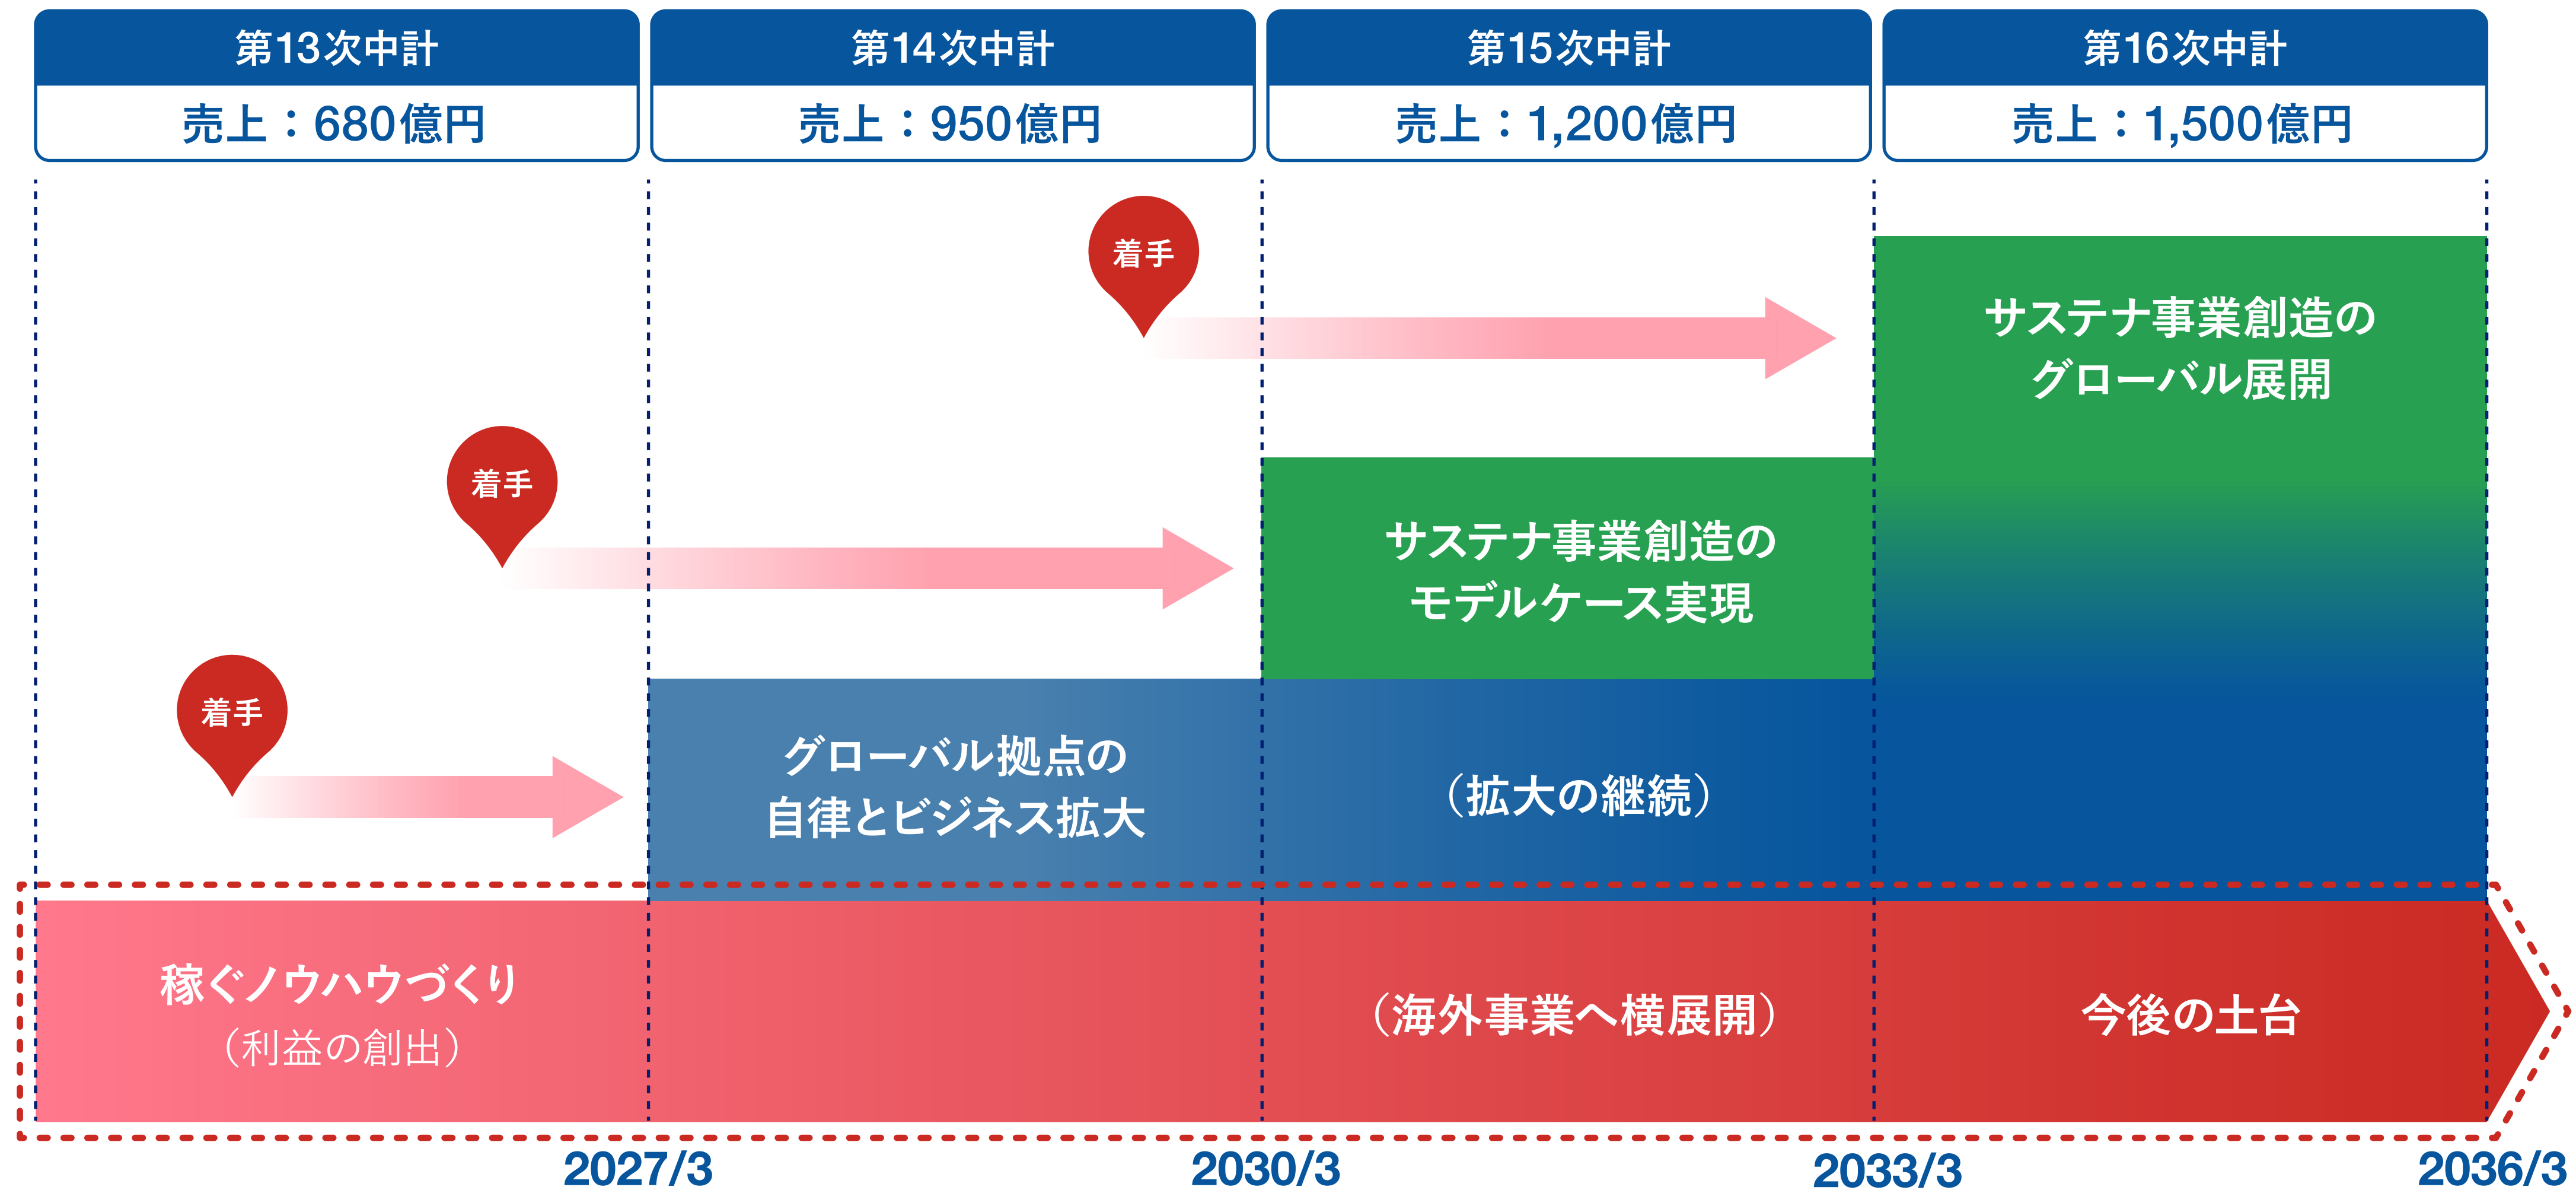 第13次中計
売上：680億円
第14次中計
売上：950億円
第15次中計
売上：1,200億円
第16次中計
売上：1,500億円
着手
サステナ事業創造の
グローバル展開
着手
サステナ事業創造の
モデルケース実現
着手
グローバル拠点の
自律とビジネス拡大
（拡大の継続）
稼ぐノウハウづくり
（利益の創出）
（海外事業へ横展開）
今後の土台
2027/3
2030/3
2033/3
2036/3